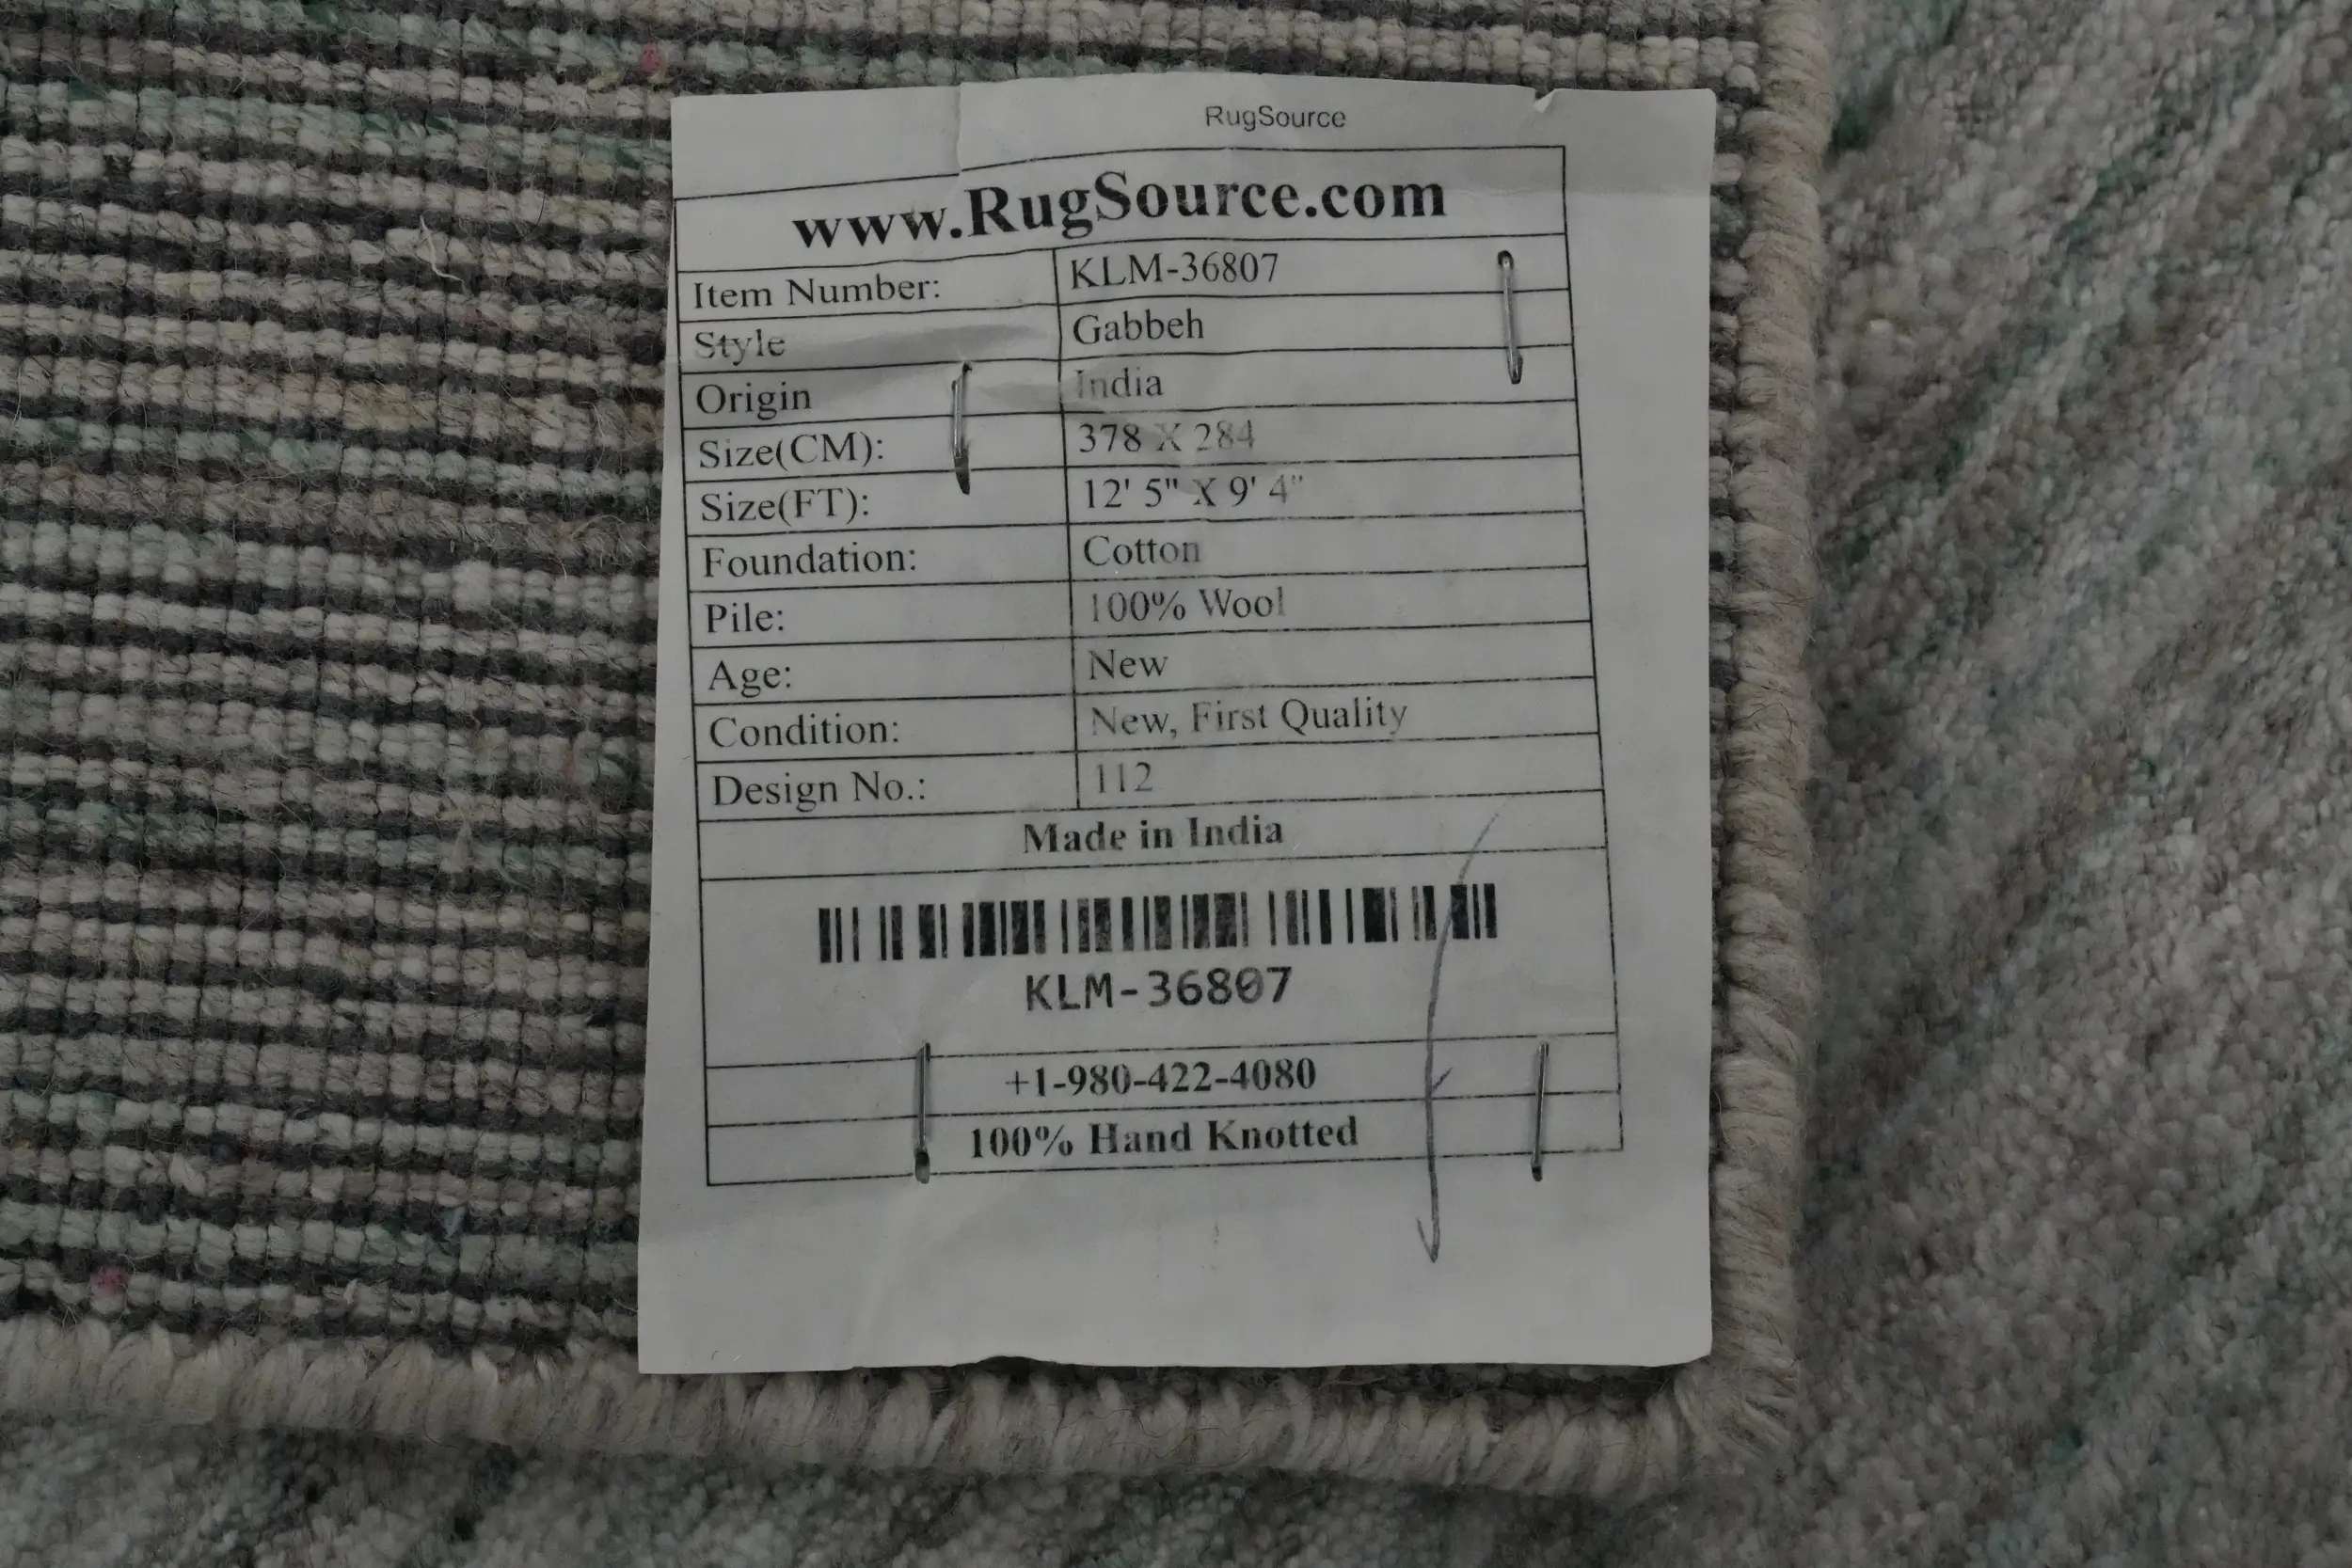 RugSource
www.RugSource.com
Item Number: KLM-36807
Style Gabbeh
Origin India
Size(CM): 378 X 284
Size(FT): 12' 5" X 9' 4"
Foundation: Cotton
Pile: 100% Wool
Age: New
Condition: New, First Quality
Design No.: 112
Made in India
KLM-36807
+1-980-422-4080
100% Hand Knotted